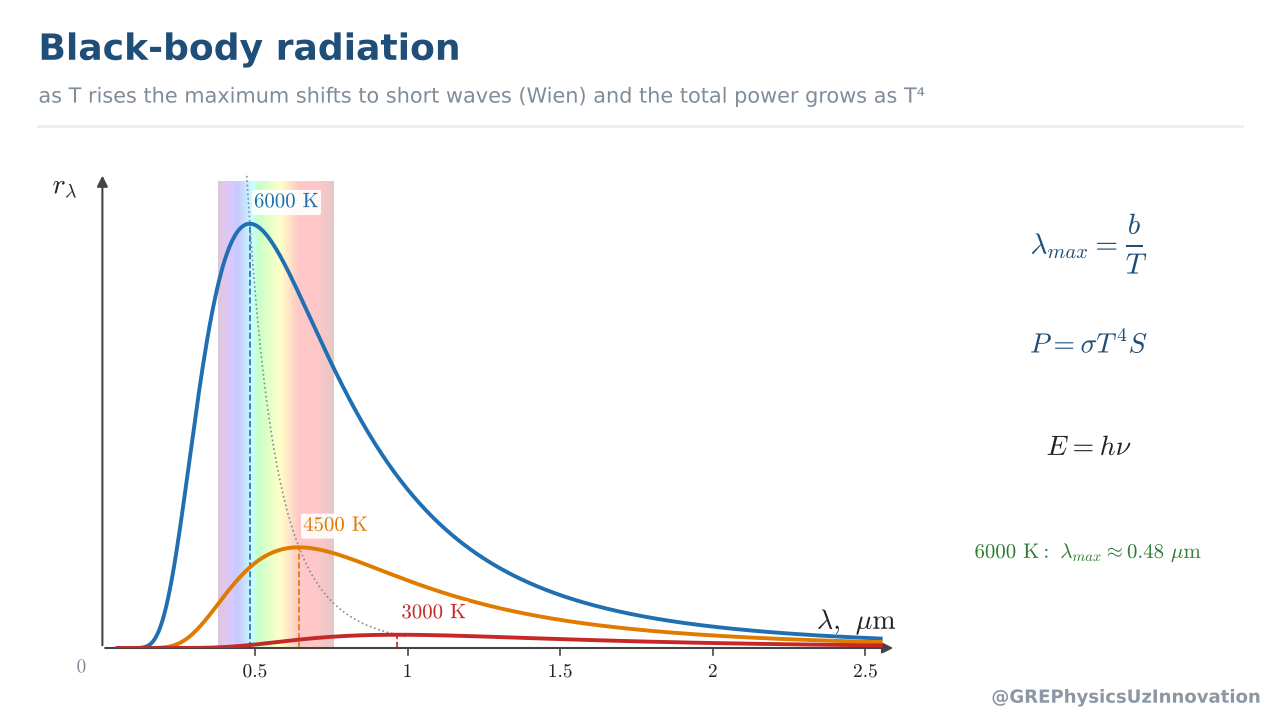 Black-body radiation
as T rises the maximum shifts to short waves (Wien) and the total power grows as T⁴
r_λ
6000 K
4500 K
3000 K
λ, μm
0
0.5
1
1.5
2
2.5
λ_max = b/T
P = σT⁴S
E = hν
6000 K : λ_max ≈ 0.48 μm
@GREPhysicsUzInnovation